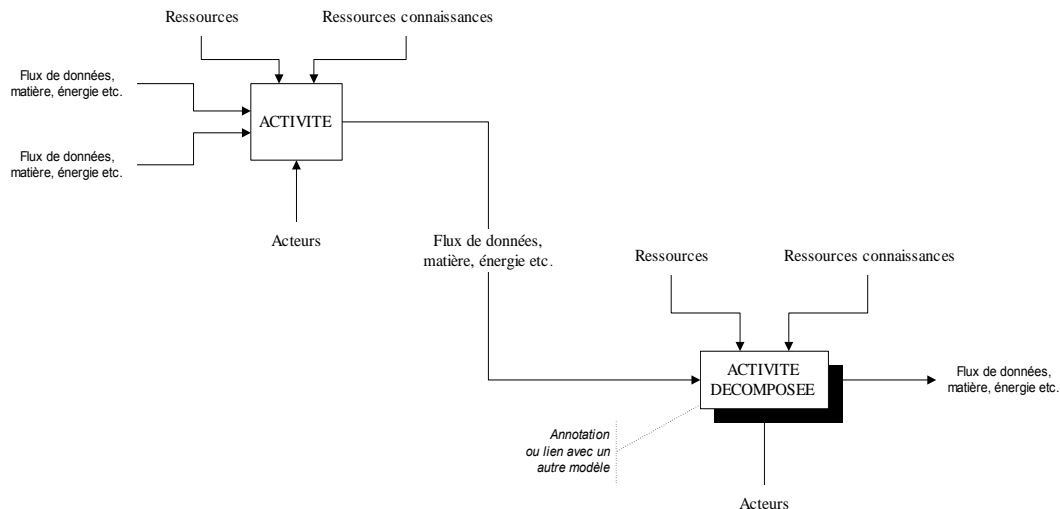 Ressources
Ressources connaissances
Flux de données,
matière, énergie etc.
ACTIVITE
Flux de données,
matière, énergie etc.
Acteurs
Flux de données,
matière, énergie etc.
Ressources
Ressources connaissances
ACTIVITE
DECOMPOSEE
Flux de données,
matière, énergie etc.
Annotation
ou lien avec un
autre modèle
Acteurs